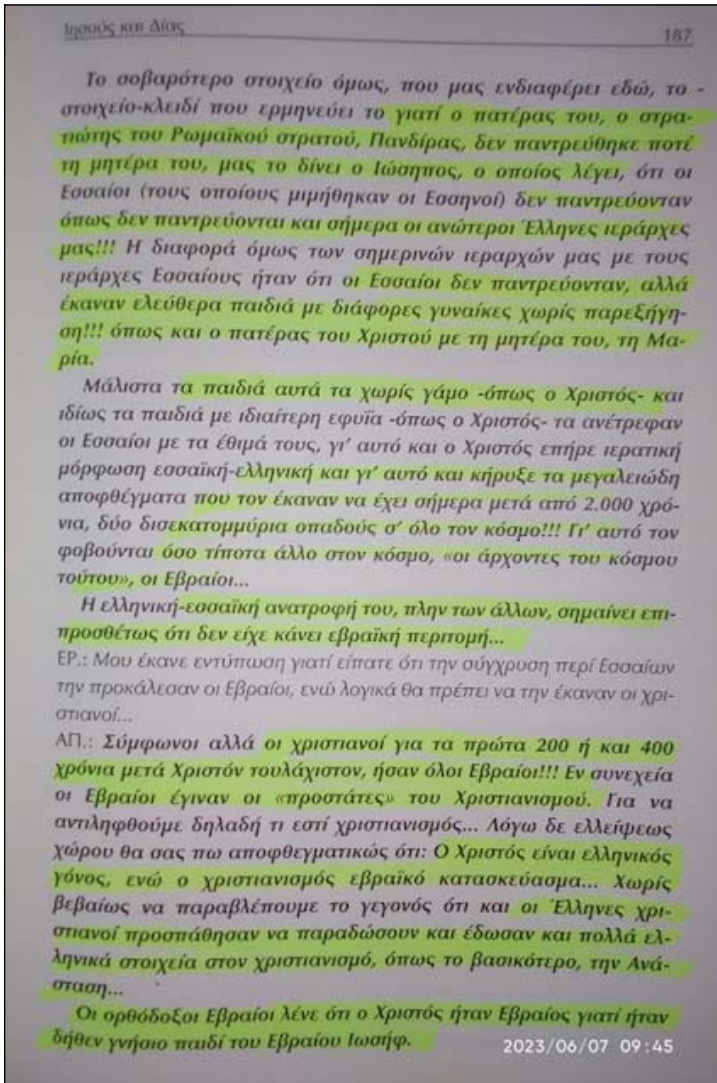 Ιησούς και Δίας
187
Το σοβαρότερο στοιχείο όμως, που μας ενδιαφέρει εδώ, το -
στοιχείο-κλειδί που ερμηνεύει το γιατί ο πατέρας του, ο στρα-
τιώτης του Ρωμαϊκού στρατού, Πανδίρας, δεν παντρεύθηκε ποτέ
τη μητέρα του, μας το δίνει ο Ιώσηπος, ο οποίος λέγει, ότι οι
Εσσαίοι (τους οποίους μιμήθηκαν οι Εσσηνοί) δεν παντρεύονταν
όπως δεν παντρεύονται και σήμερα οι ανώτεροι Έλληνες ιεράρχες
μας!!! Η διαφορά όμως των σημερινών ιεραρχών μας με τους
ιεράρχες Εσσαίους ήταν ότι οι Εσσαίοι δεν παντρεύονταν, αλλά
έκαναν ελεύθερα παιδιά με διάφορες γυναίκες χωρίς παρεξήγη-
ση!!! όπως και ο πατέρας του Χριστού με τη μητέρα του, τη Μα-
ρία.
Μάλιστα τα παιδιά αυτά τα χωρίς γάμο -όπως ο Χριστός- και
ιδίως τα παιδιά με ιδιαίτερη εφυΐα -όπως ο Χριστός- τα ανέτρεφαν
οι Εσσαίοι με τα έθιμά τους, γι' αυτό και ο Χριστός επήρε ιερατική
μόρφωση εσσαϊκή-ελληνική και γι' αυτό και κήρυξε τα μεγαλειώδη
αποφθέγματα που τον έκαναν να έχει σήμερα μετά από 2.000 χρό-
νια, δύο δισεκατομμύρια οπαδούς σ' όλο τον κόσμο!!! Γι' αυτό τον
φοβούνται όσο τίποτα άλλο στον κόσμο, «οι άρχοντες του κόσμου
τούτου», οι Εβραίοι...
Η ελληνική-εσσαϊκή ανατροφή του, πλην των άλλων, σημαίνει επι-
προσθέτως ότι δεν είχε κάνει εβραϊκή περιτομή...
ΕΡ.: Μου έκανε εντύπωση γιατί είπατε ότι την σύγχρυση περί Εσσαίων
την προκάλεσαν οι Εβραίοι, ενώ λογικά θα πρέπει να την έκαναν οι χρι-
στιανοί...
ΑΠ.: Σύμφωνοι αλλά οι χριστιανοί για τα πρώτα 200 ή και 400
χρόνια μετά Χριστόν τουλάχιστον, ήσαν όλοι Εβραίοι!!! Εν συνεχεία
οι Εβραίοι έγιναν οι «προστάτες» του Χριστιανισμού. Για να
αντιληφθούμε δηλαδή τι εστί χριστιανισμός... Λόγω δε ελλείψεως
χώρου θα σας πω αποφθεγματικώς ότι: Ο Χριστός είναι ελληνικός
γόνος, ενώ ο χριστιανισμός εβραϊκό κατασκεύασμα... Χωρίς
βεβαίως να παραβλέπουμε το γεγονός ότι και οι Έλληνες χρι-
στιανοί προσπάθησαν να παραδώσουν και έδωσαν και πολλά ελ-
ληνικά στοιχεία στον χριστιανισμό, όπως το βασικότερο, την Ανά-
σταση...
Οι ορθόδοξοι Εβραίοι λένε ότι ο Χριστός ήταν Εβραίος γιατί ήταν
δήθεν γνήσιο παιδί του Εβραίου Ιωσήφ.
2023/06/07 09:45